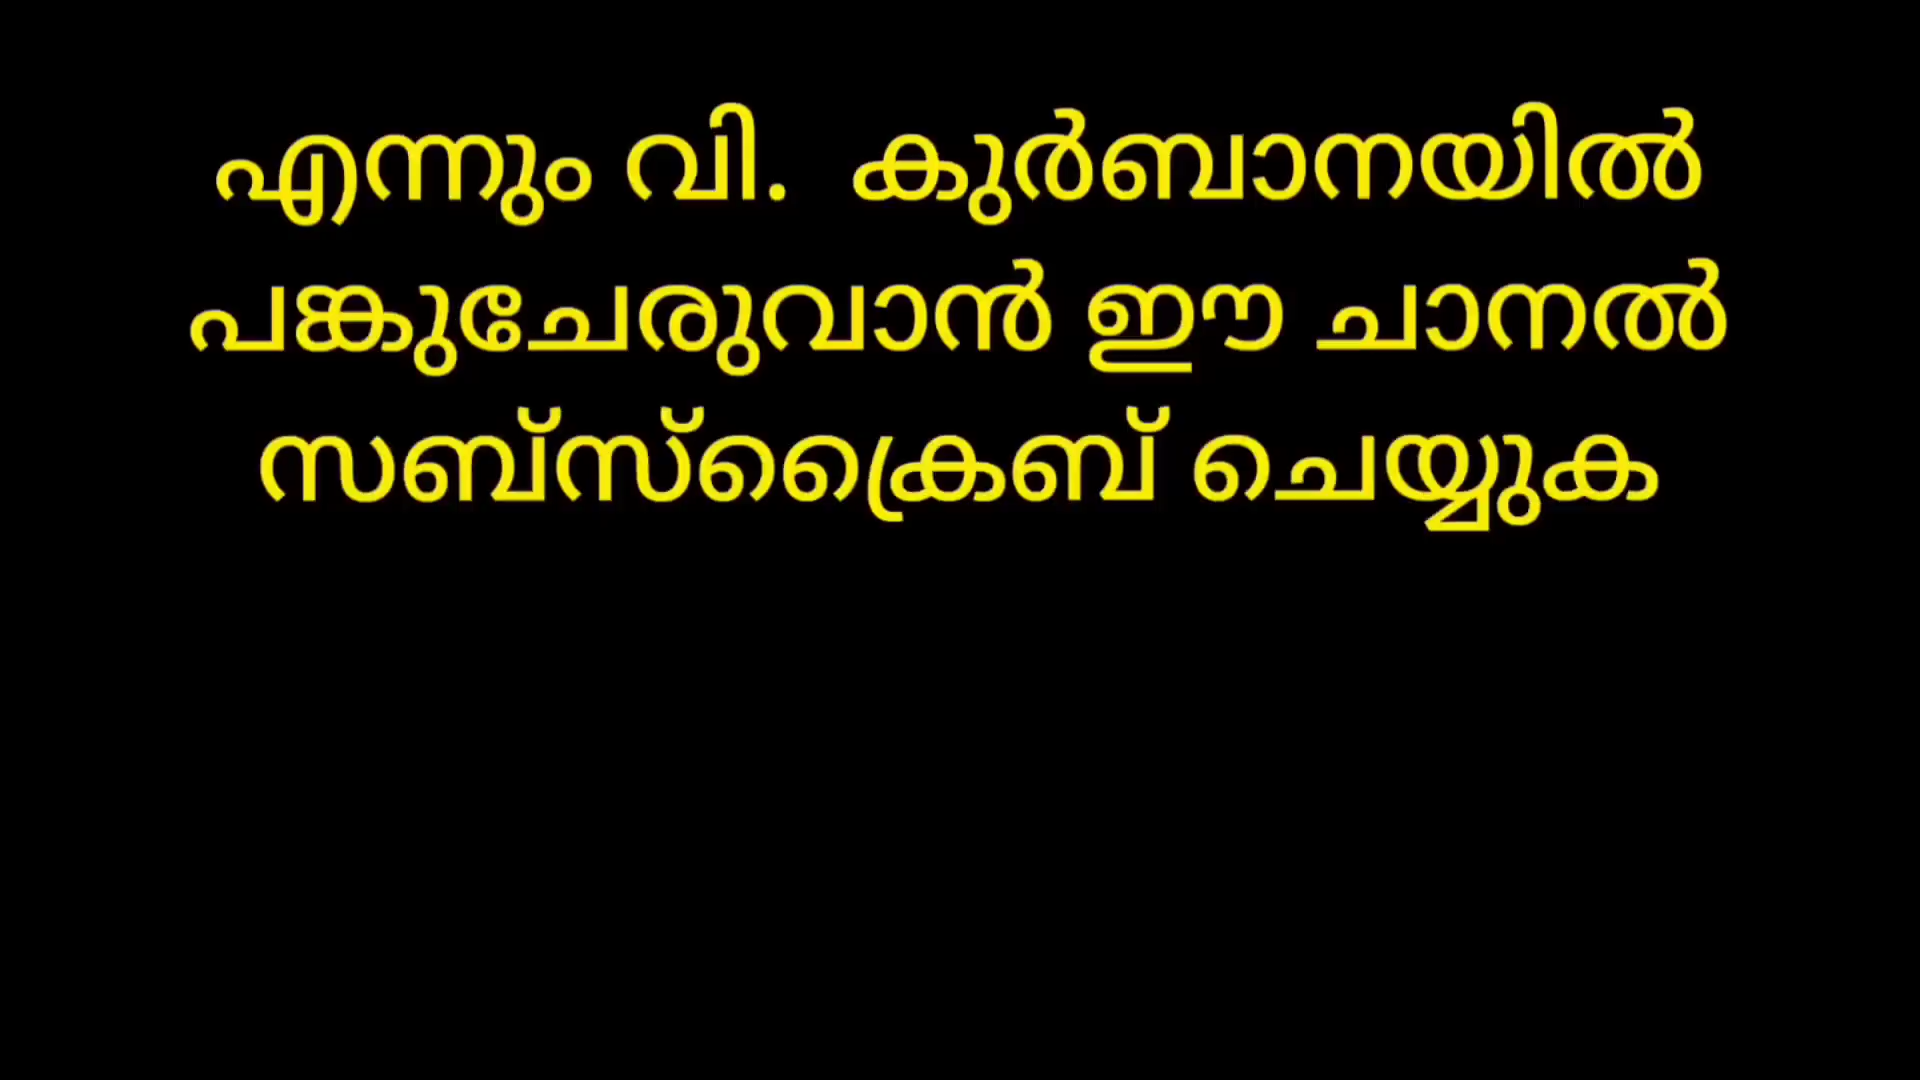 എന്നും വി. കുർബാനയിൽ
പങ്കുചേരുവാൻ ഈ ചാനൽ
സബ്സ്ക്രൈബ് ചെയ്യുക